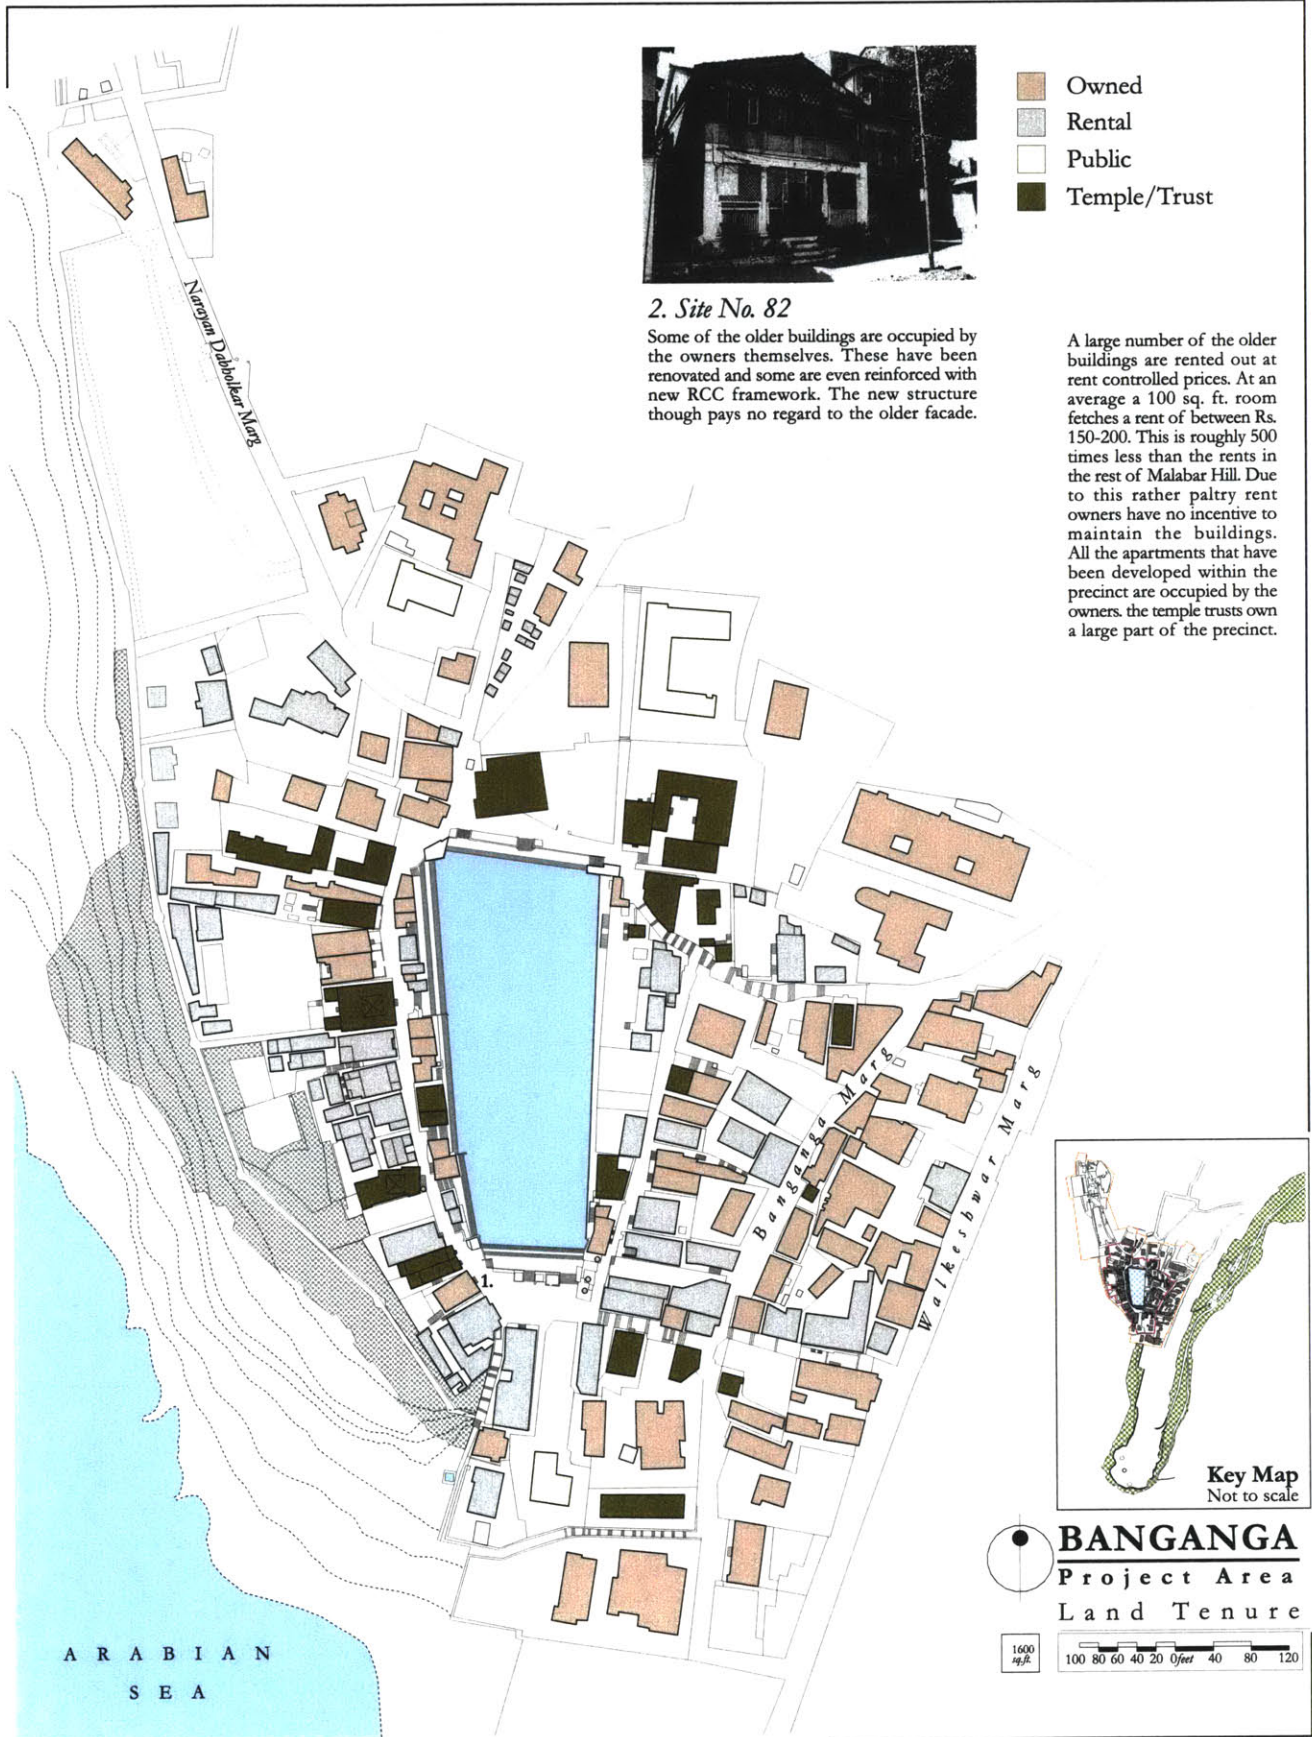 Owned
Rental
Public
Temple/Trust
2. Site No. 82
Some of the older buildings are occupied by
the owners themselves. These have been
renovated and some are even reinforced with
new RCC framework. The new structure
though pays no regard to the older facade.
A large number of the older
buildings are rented out at
rent controlled prices. At an
average a 100 sq. ft. room
fetches a rent of between Rs.
150-200. This is roughly 500
times less than the rents in
the rest of Malabar Hill. Due
to this rather paltry rent
owners have no incentive to
maintain the buildings.
All the apartments that have
been developed within the
precinct are occupied by the
owners. the temple trusts own
a large part of the precinct.
Narayan Dabholkar Marg
Banganga Marg
Walkeshwar Marg
1.
ARABIAN
SEA
Key Map
Not to scale
BANGANGA
Project Area
Land Tenure
1600
sq.ft.
100 80 60 40 20 0feet 40 80 120